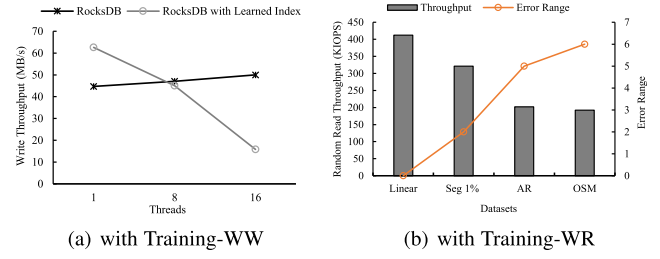 RocksDB RocksDB with Learned Index
Write Throughput (MB/s)
70
60
50
40
30
20
10
0
1 8 16
Threads
(a) with Training-WW
Throughput Error Range
Random Read Throughput (KIOPS)
450
400
350
300
250
200
150
100
50
0
7
6
5
4
3
2
1
0
Error Range
Linear Seg 1% AR OSM
Datasets
(b) with Training-WR